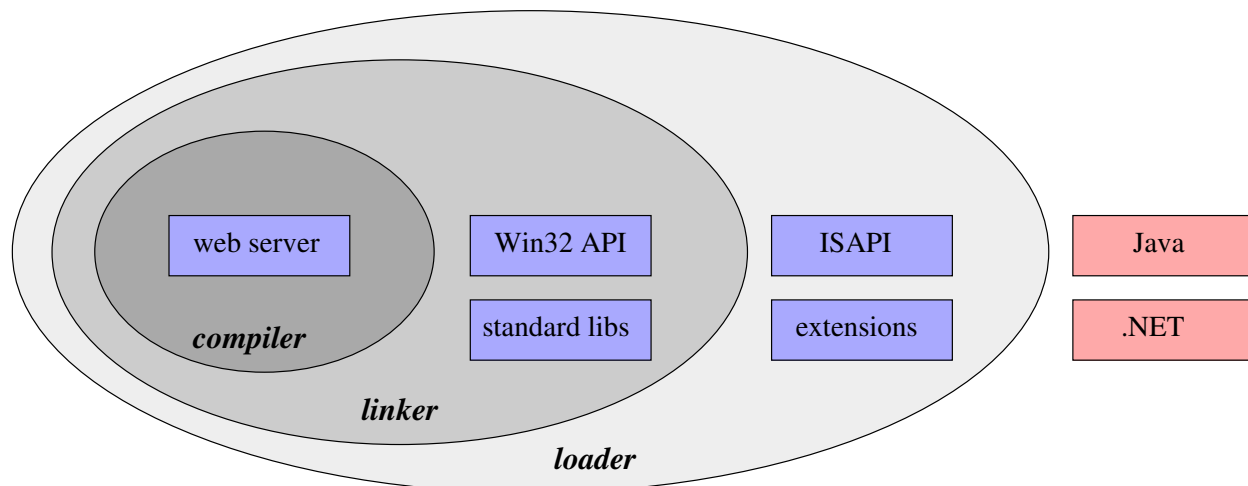 web server
Win32 API
ISAPI
Java
standard libs
extensions
.NET
compiler
linker
loader